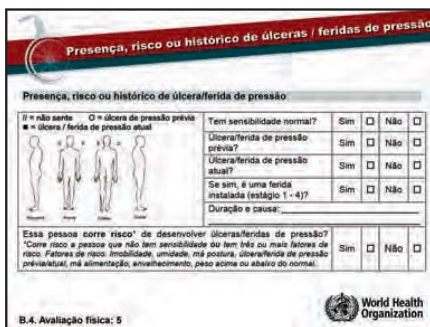 Presença, risco ou histórico de úlceras / feridas de pressão
Presença, risco ou histórico de úlcera/ferida de pressão
// = não sente O = úlcera de pressão prévia
■ = úlcera / ferida de pressão atual
Tem sensibilidade normal? Sim □ Não □
Úlcera/ferida de pressão prévia? Sim □ Não □
Úlcera/ferida de pressão atual? Sim □ Não □
Se sim, é uma ferida instalada (estágio 1 - 4)? Sim □ Não □
Duração e causa:
Essa pessoa corre risco* de desenvolver úlceras/feridas de pressão? Sim □ Não □
*Corre risco a pessoa que não tem sensibilidade ou tem três ou mais fatores de
risco. Fatores de risco. Imobilidade, umidade, má postura, úlcera/ferida de pressão
prévia/atual, má alimentação, envelhecimento, peso acima ou abaixo do normal.
World Health
Organization
B.4. Avaliação física: 5